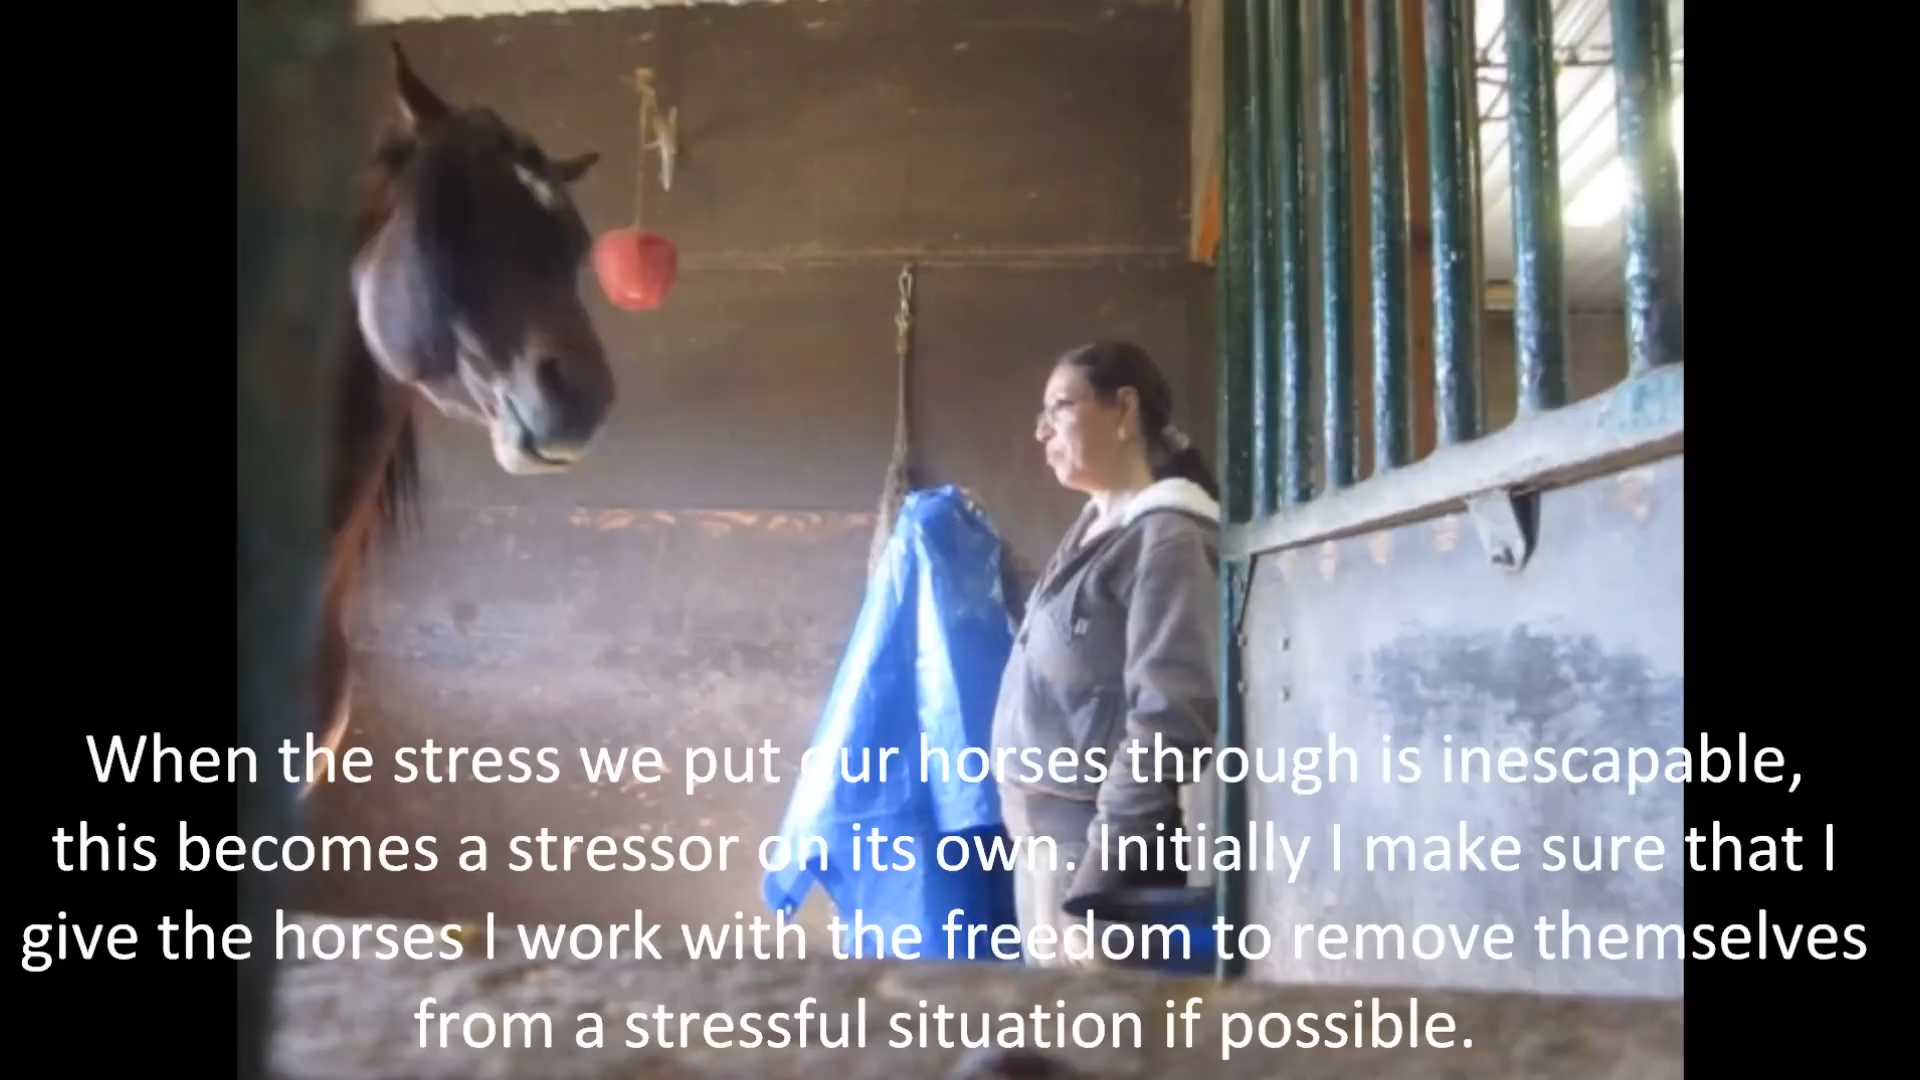 When the stress we put our horses through is inescapable,
this becomes a stressor on its own. Initially I make sure that I
give the horses I work with the freedom to remove themselves
from a stressful situation if possible.